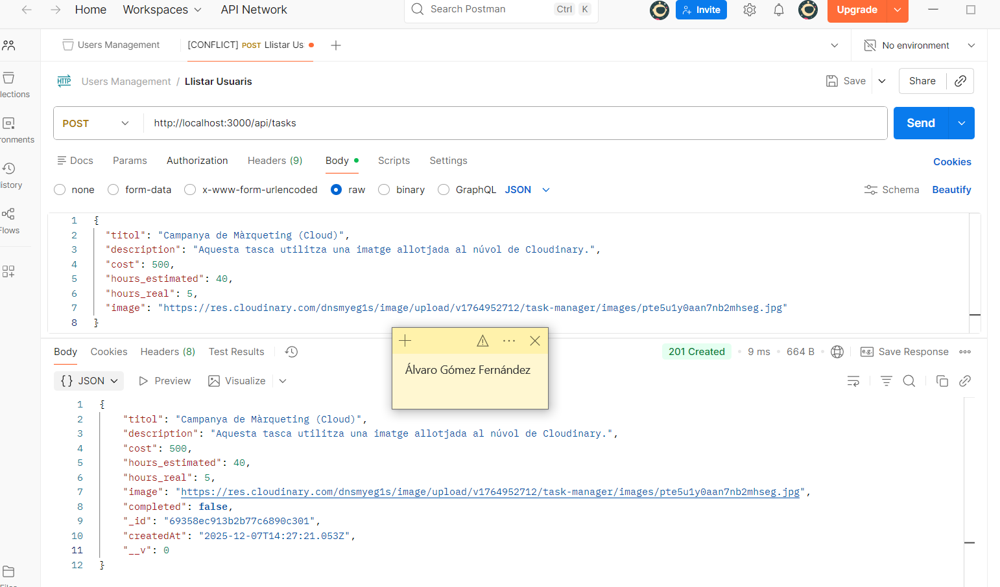 Home Workspaces API Network Search Postman Ctrl K Invite Upgrade
Users Management [CONFLICT] POST Llistar Us No environment
HTTP Users Management / Llistar Usuaris Save Share
POST http://localhost:3000/api/tasks Send
Docs Params Authorization Headers (9) Body Scripts Settings Cookies
none form-data x-www-form-urlencoded raw binary GraphQL JSON Schema Beautify
lections
ronments
istory
Flows
1 {
2 "titol": "Campanya de Màrqueting (Cloud)",
3 "description": "Aquesta tasca utilitza una imatge allotjada al núvol de Cloudinary.",
4 "cost": 500,
5 "hours_estimated": 40,
6 "hours_real": 5,
7 "image": "https://res.cloudinary.com/dnsmyeg1s/image/upload/v1764952712/task-manager/images/pte5u1y0aan7nb2mhseg.jpg"
8 }
Álvaro Gómez Fernández
Body Cookies Headers (8) Test Results 201 Created 9 ms 664 B e.g. Save Response
{} JSON Preview Visualize
1 {
2 "titol": "Campanya de Màrqueting (Cloud)",
3 "description": "Aquesta tasca utilitza una imatge allotjada al núvol de Cloudinary.",
4 "cost": 500,
5 "hours_estimated": 40,
6 "hours_real": 5,
7 "image": "https://res.cloudinary.com/dnsmyeg1s/image/upload/v1764952712/task-manager/images/pte5u1y0aan7nb2mhseg.jpg",
8 "completed": false,
9 "_id": "69358ec913b2b77c6890c301",
10 "createdAt": "2025-12-07T14:27:21.053Z",
11 "__v": 0
12 }